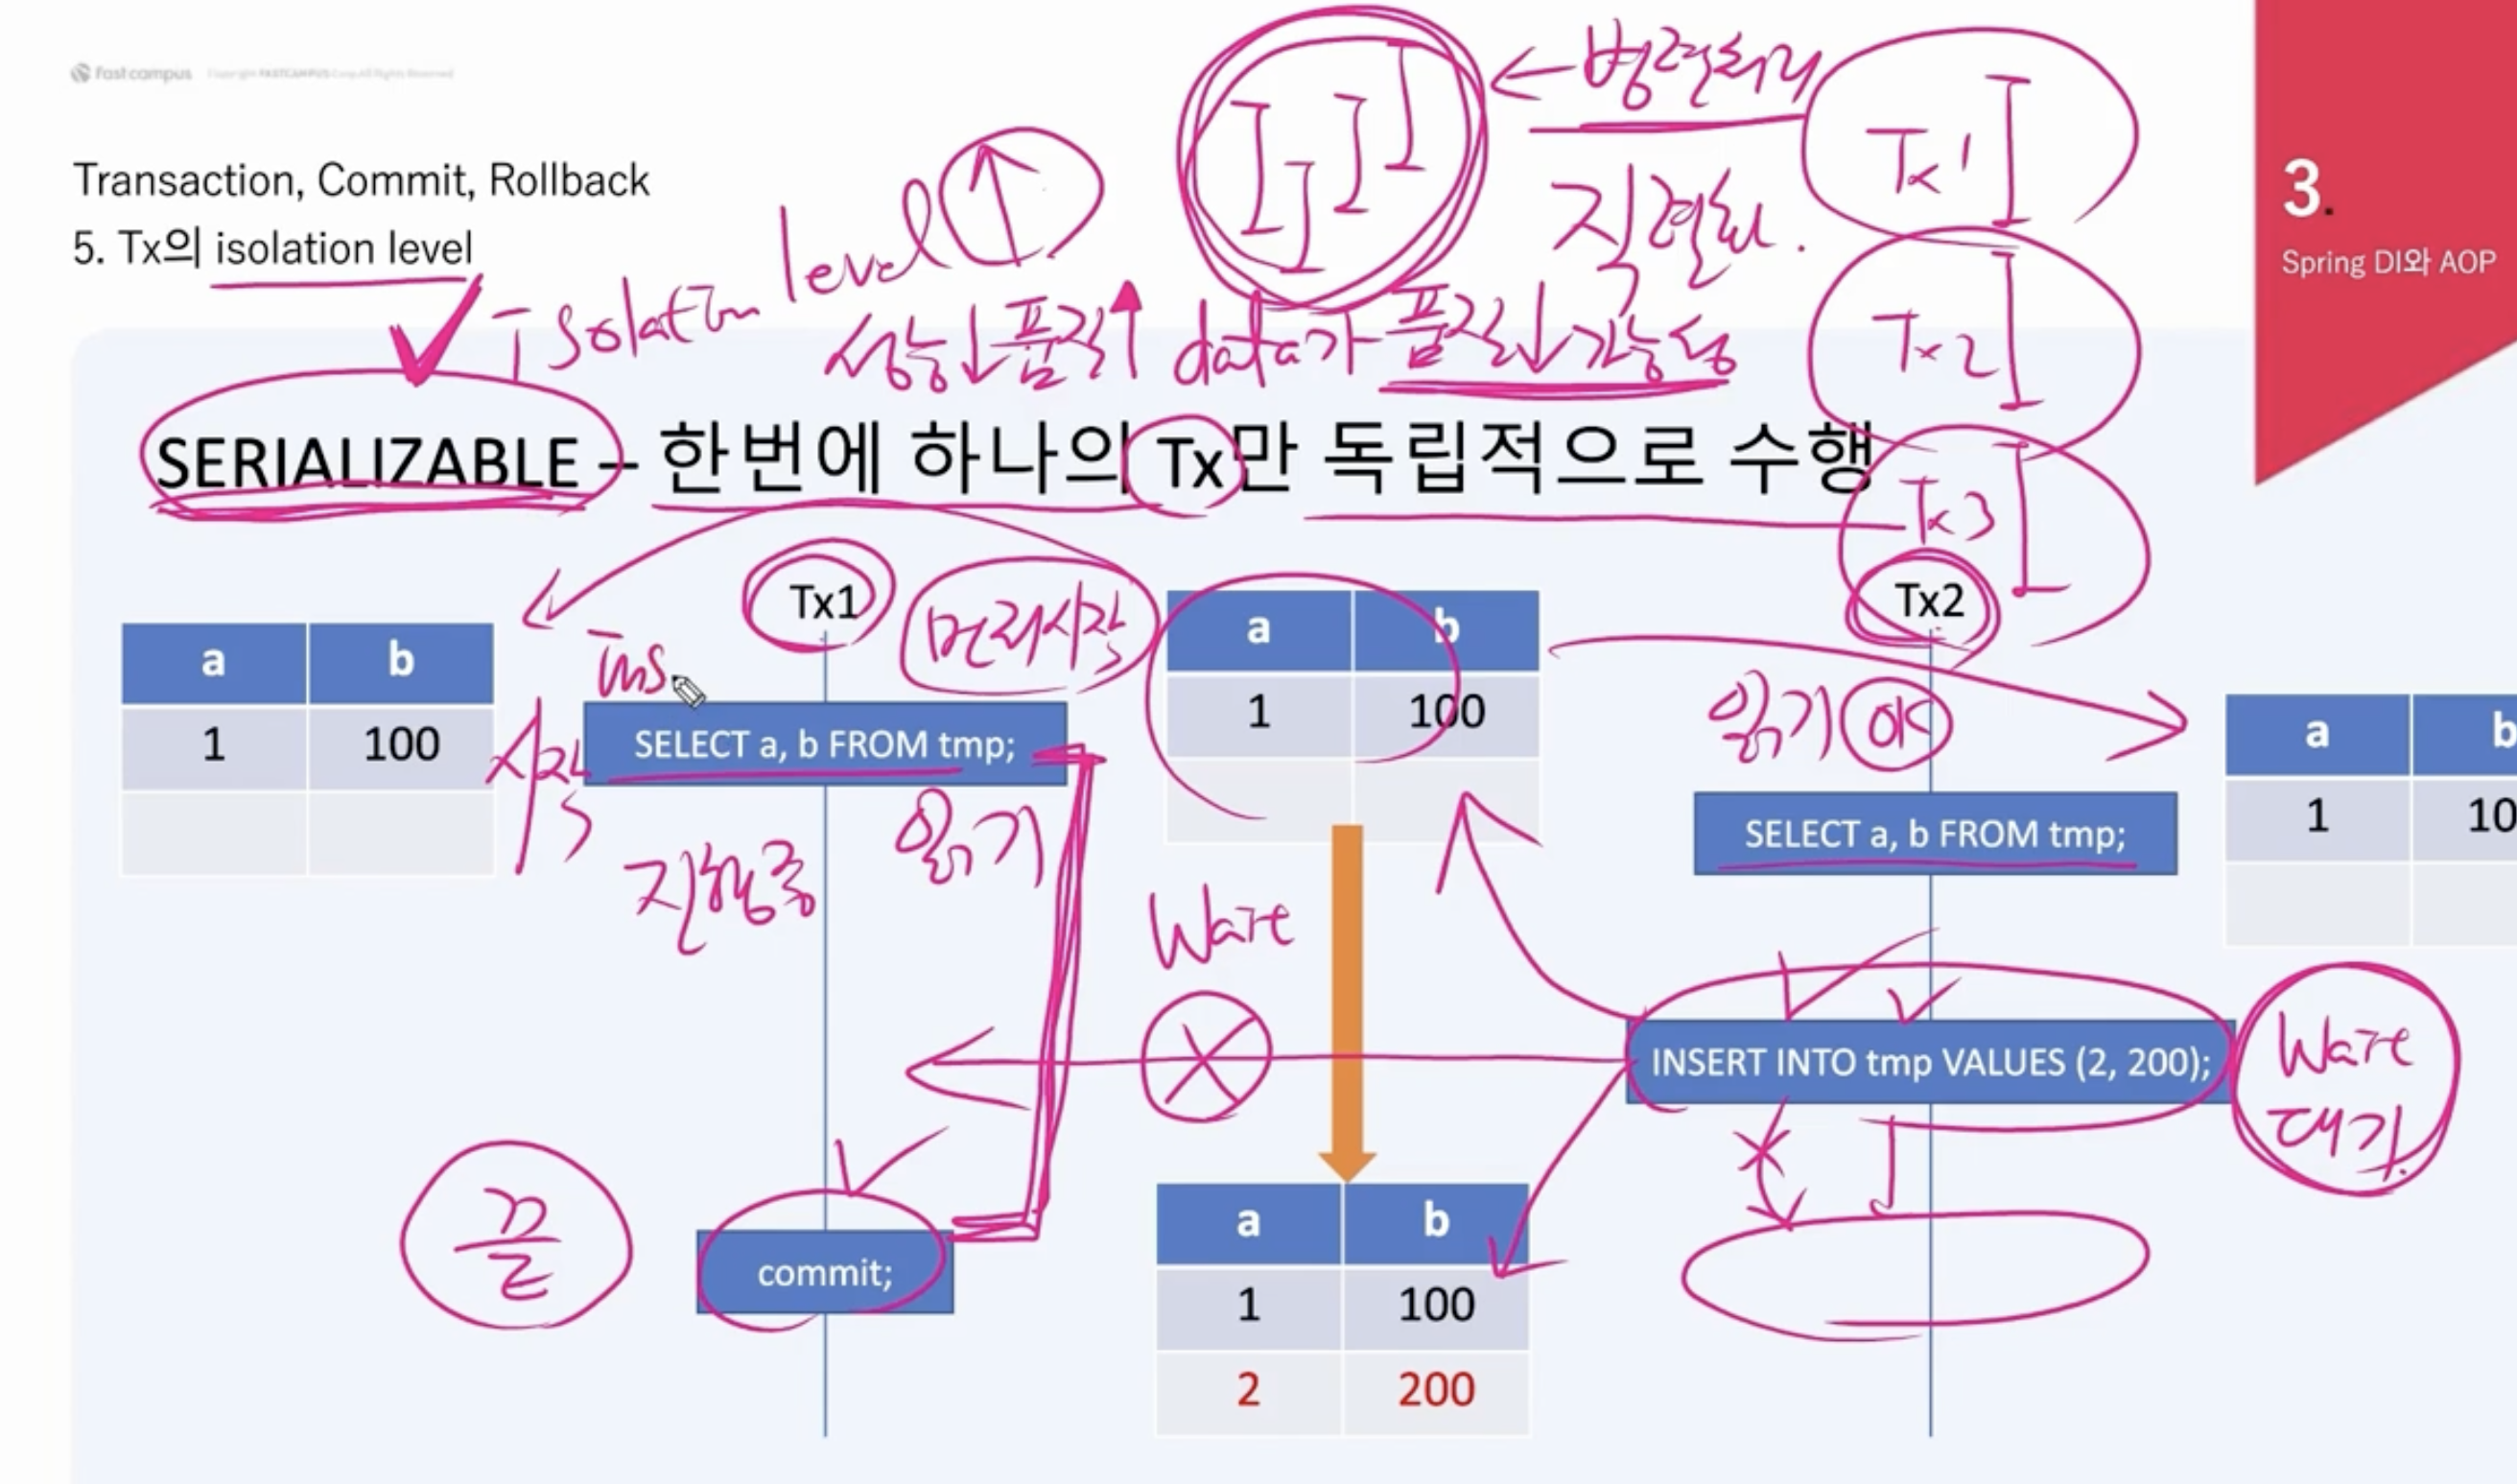 fast campus Copyright FASTCAMPUS Corp. All Rights Reserved
Transaction, Commit, Rollback
5. Tx의 isolation level
3.
Spring DI와 AOP
← 병렬처리
직렬화.
Tx1
Tx2
Tx3
isolation level ↑
성능↓ 품질↑ data가 품질↓가능성
SERIALIZABLE – 한번에 하나의 Tx만 독립적으로 수행
Tx1
먼저시작
Tx2
ins
a b
1 100
시작
SELECT a, b FROM tmp;
진행중
읽기
a b
1 100
읽기 OK
SELECT a, b FROM tmp;
a b
1 10
Wait
INSERT INTO tmp VALUES (2, 200);
Wait
대기.
끝
commit;
a b
1 100
2 200